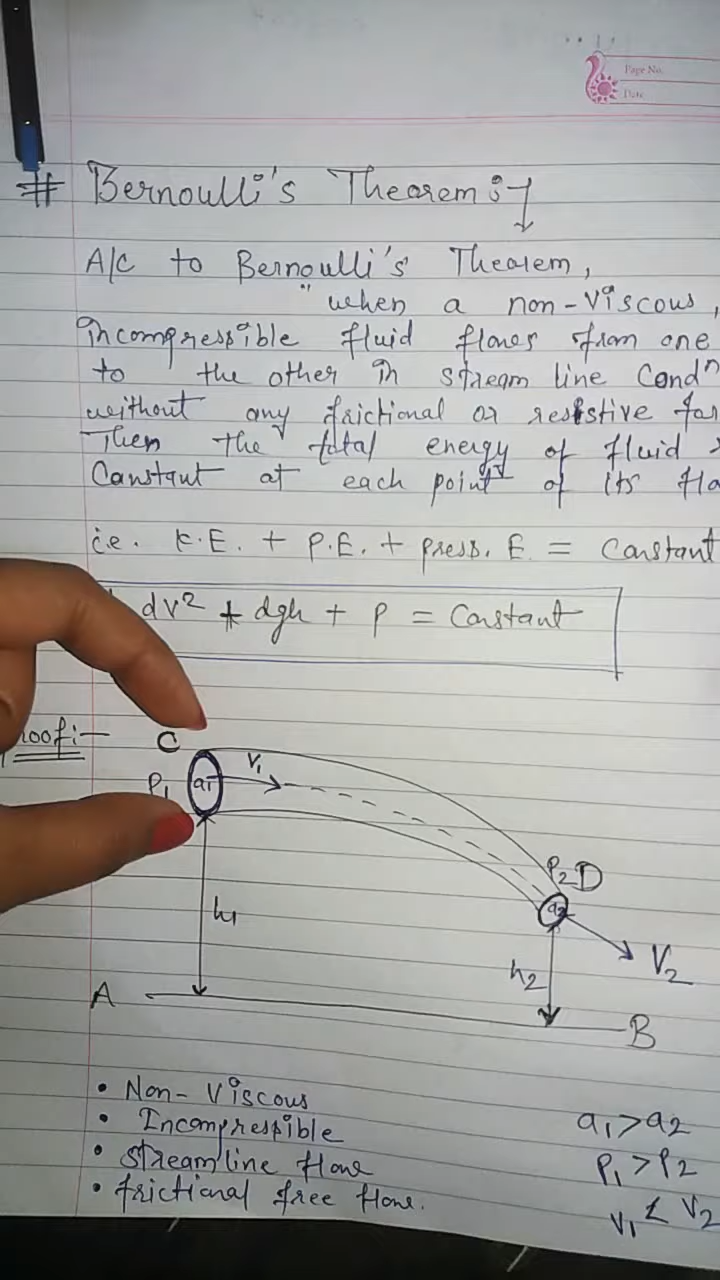 Page No.
Date
# Bernoulli's Theorem :-
A/C to Bernoulli's Theorem,
"when a non-Viscous,
incompressible fluid flows from one
to the other in stream line Condⁿ
without any frictional or resistive for
Then the total energy of fluid
Constant at each point of its flo
i.e. K.E. + P.E. + press. E. = Constant
dv² + dgh + P = Constant
roof:-
C
P₁ a₁ V₁
P₂ D
a₂
h₁
V₂
h₂
A
B
• Non-Viscous
• Incompressible
a₁ > a₂
• streamline flow
P₁ > P₂
• frictional free flow.
V₁ < V₂